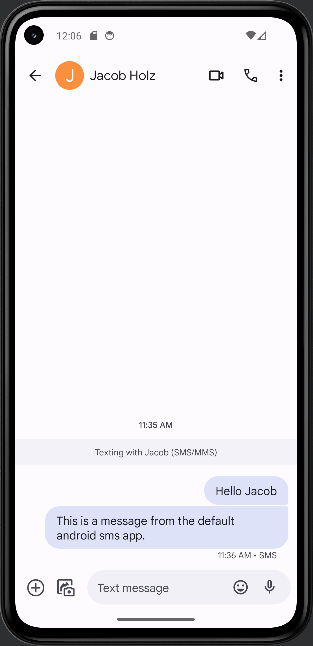 12:06
J
Jacob Holz
11:35 AM
Texting with Jacob (SMS/MMS)
Hello Jacob
This is a message from the default
android sms app.
11:36 AM • SMS
Text message